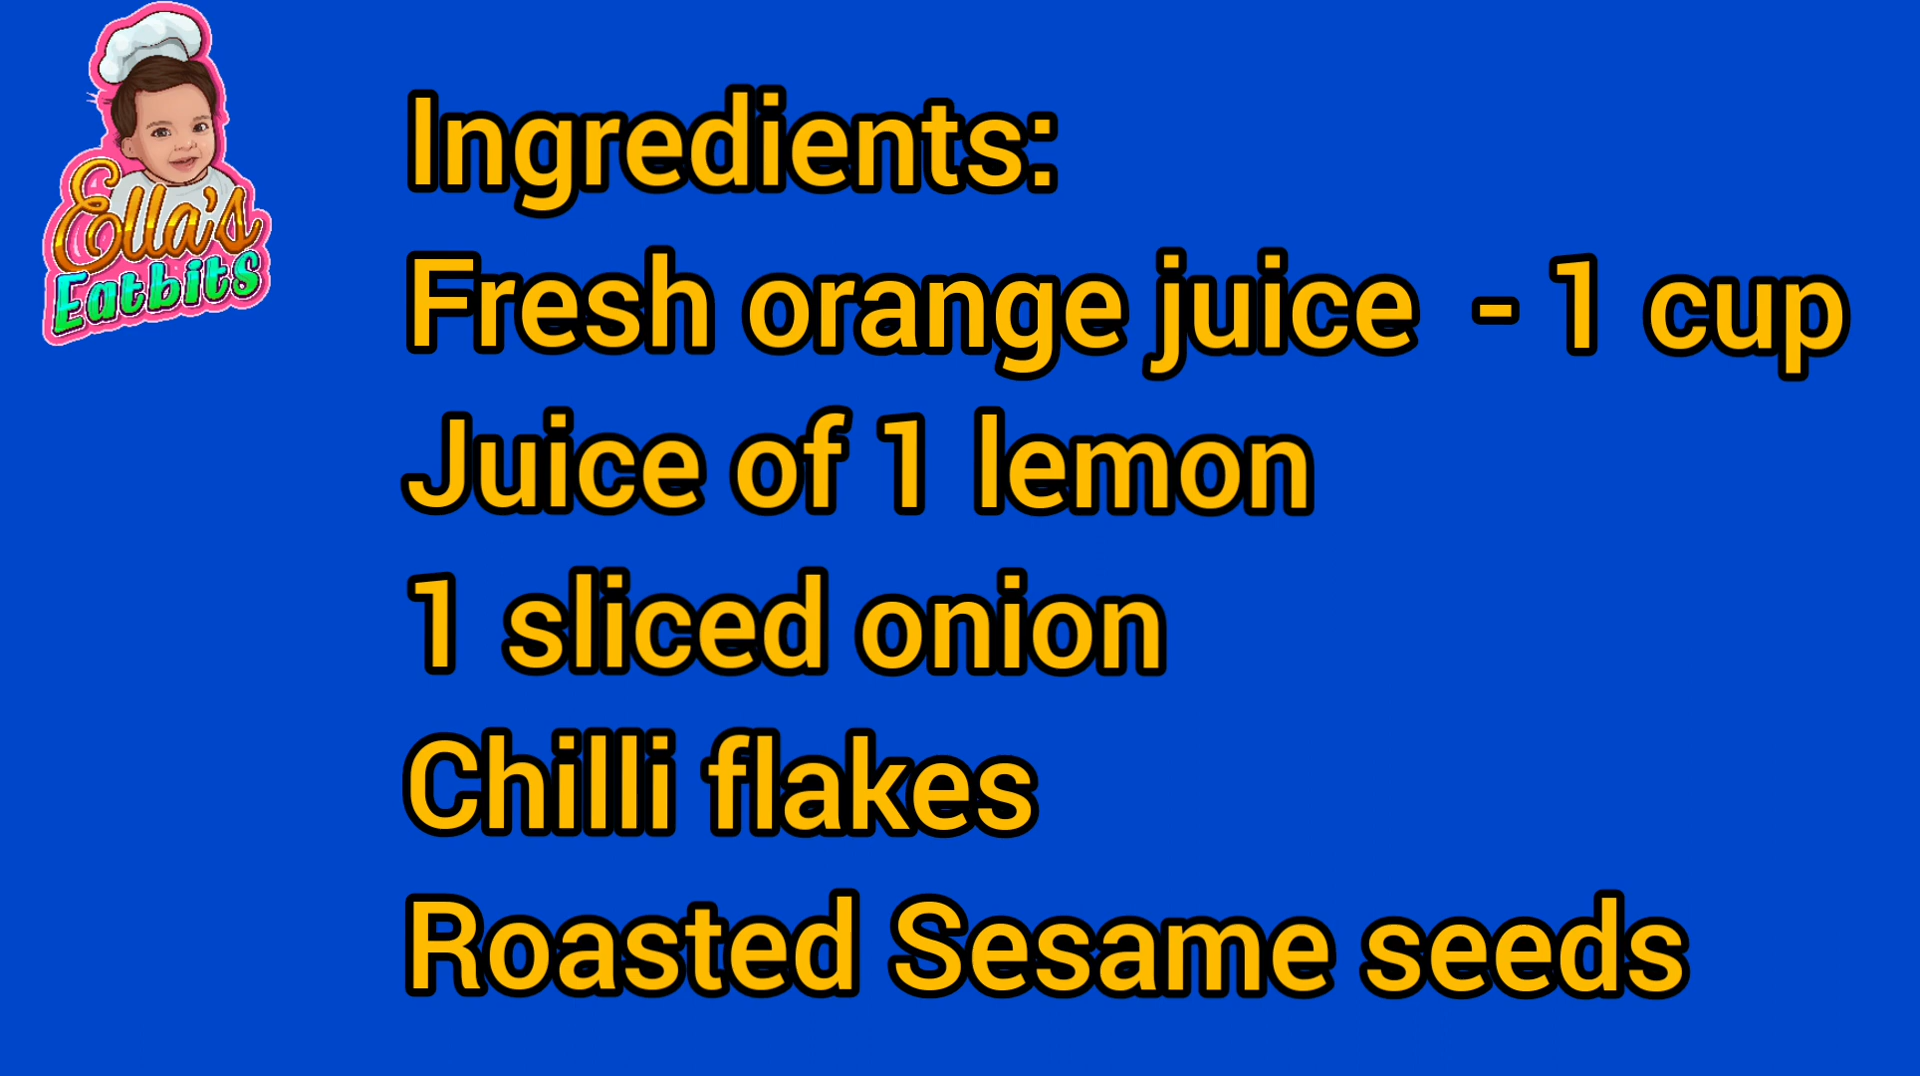 Ella's
Eatbits
Ingredients:
Fresh orange juice - 1 cup
Juice of 1 lemon
1 sliced onion
Chilli flakes
Roasted Sesame seeds